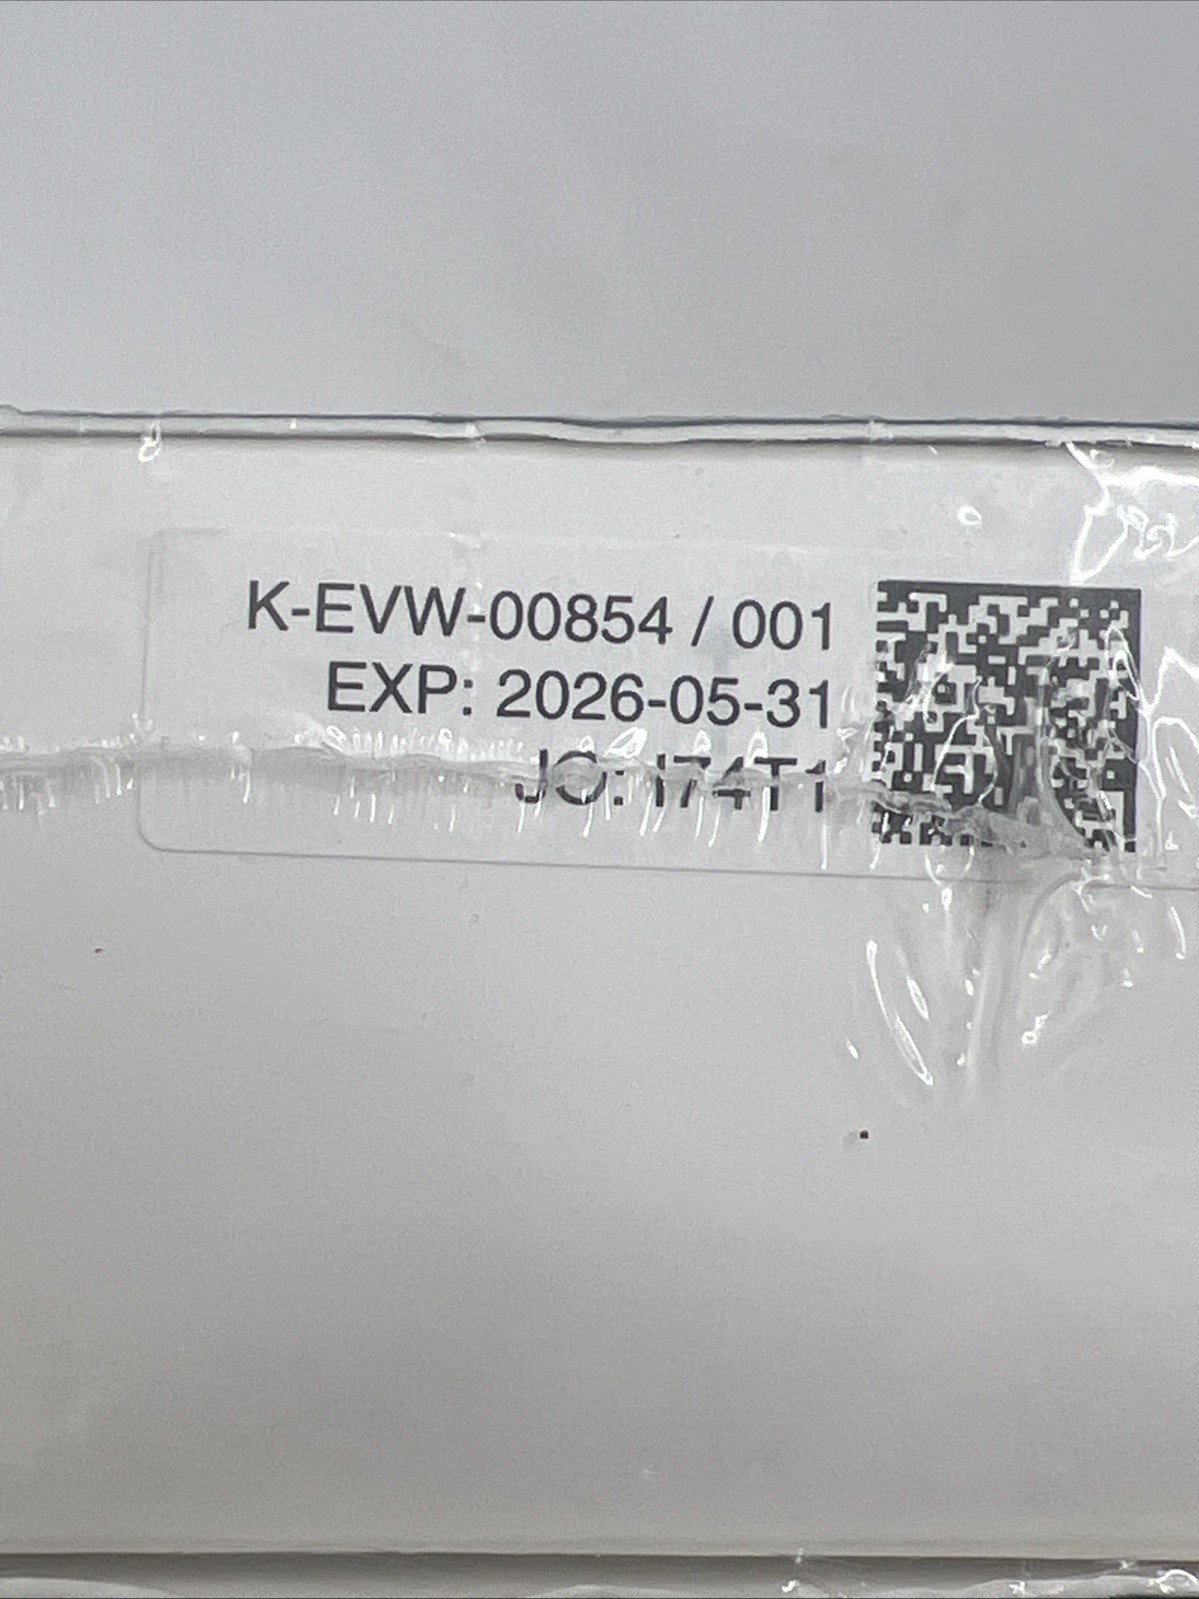 K-EVW-00854 / 001
EXP: 2026-05-31
JO: I74T1